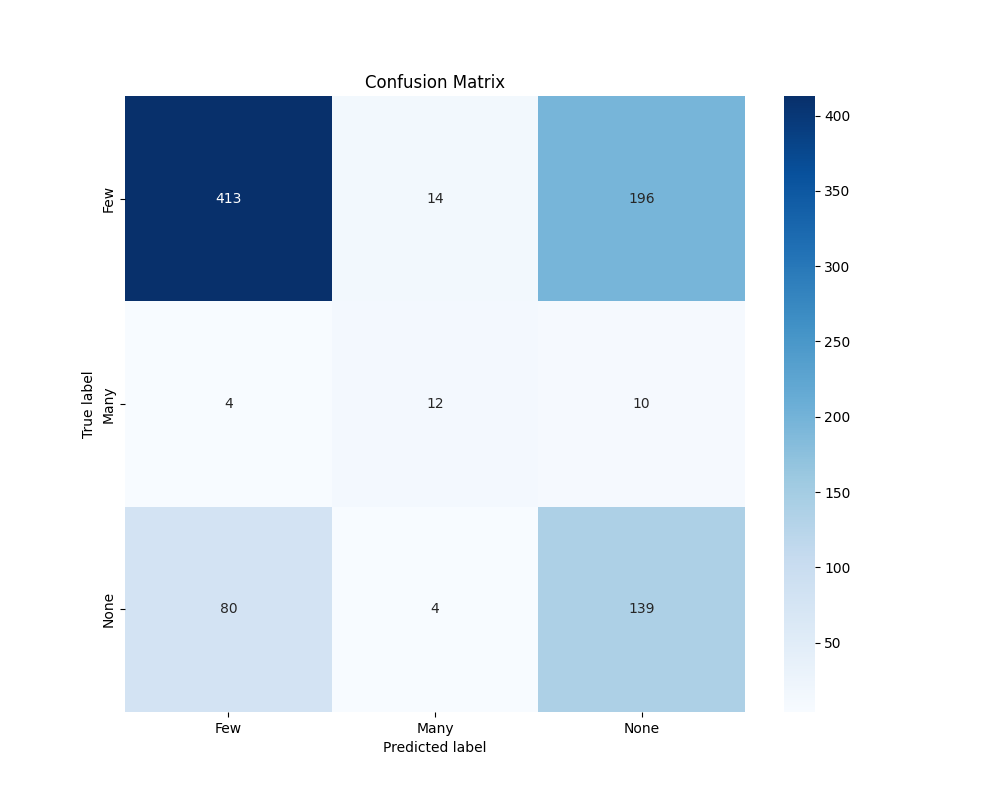 Confusion Matrix
True label
Few
Many
None
413 14 196
4 12 10
80 4 139
Few Many None
Predicted label
400
350
300
250
200
150
100
50